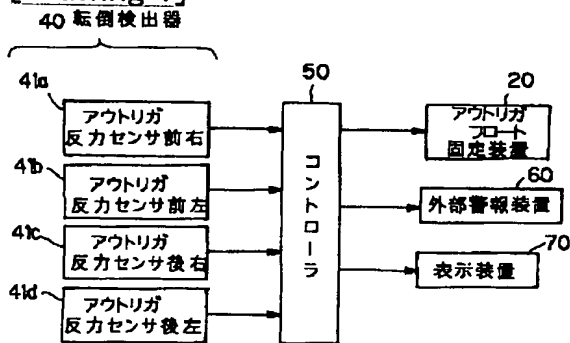 40 転倒検出器
50
20
41a
アウトリガ
反力センサ前右
アウトリガ
フロート
固定装置
41b
アウトリガ
反力センサ前左
コントローラ
60
外部警報装置
41c
アウトリガ
反力センサ後右
70
表示装置
41d
アウトリガ
反力センサ後左